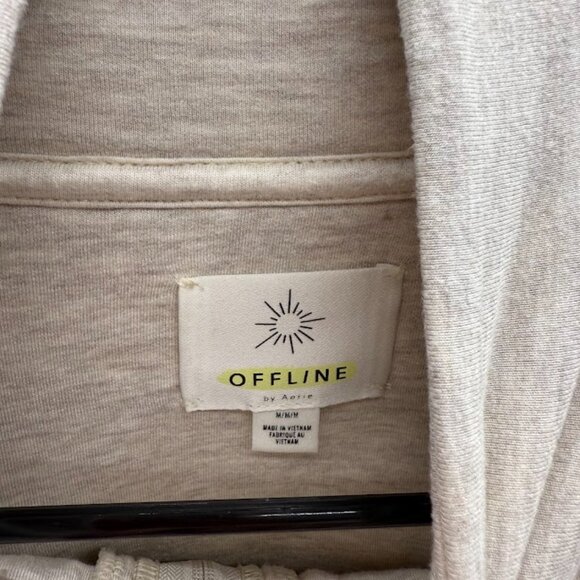 OFFLINE
by Aerie
M/M/M
MADE IN VIETNAM
FABRIQUÉ AU
VIETNAM